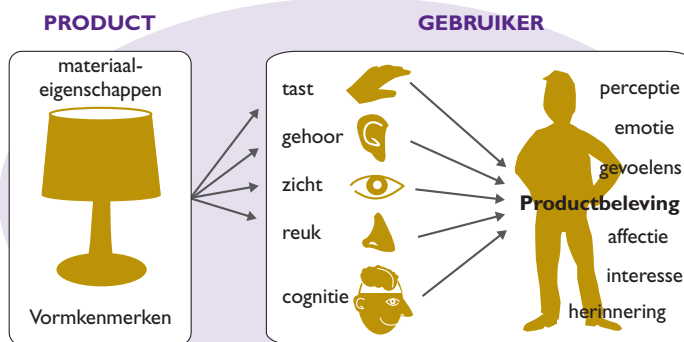 PRODUCT
materiaal-
eigenschappen
Vormkenmerken
GEBRUIKER
tast
gehoor
zicht
reuk
cognitie
perceptie
emotie
gevoelens
Productbeleving
affectie
interesse
herinnering